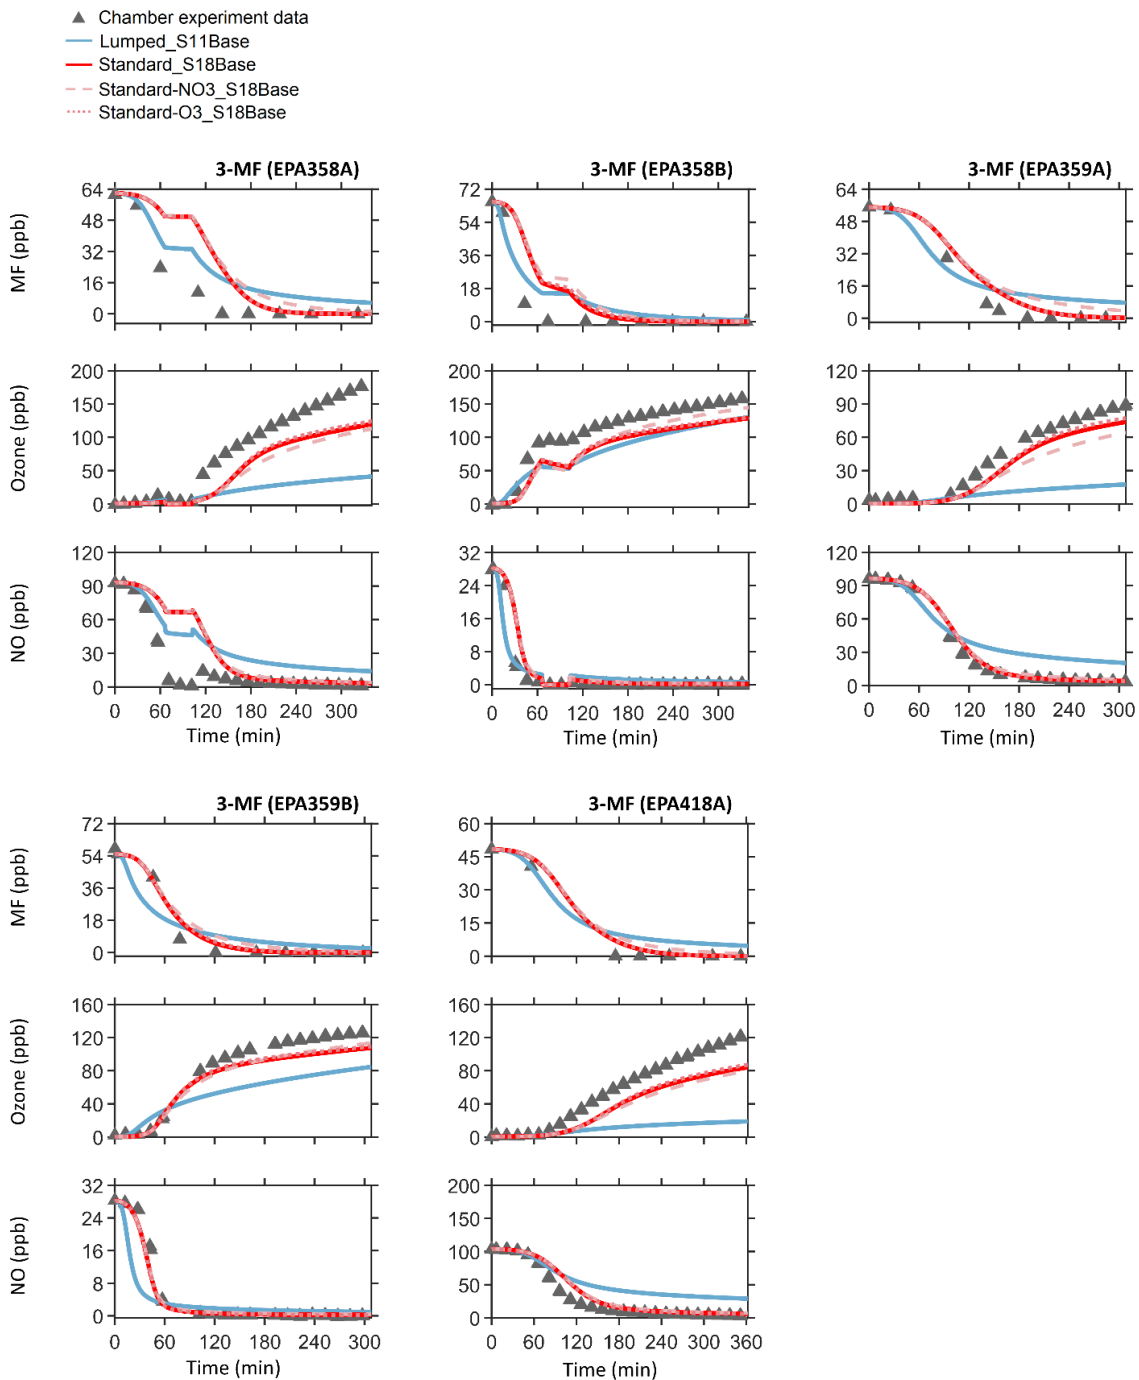 Chamber experiment data
Lumped_S11Base
Standard_S18Base
Standard-NO3_S18Base
Standard-O3_S18Base
3-MF (EPA358A)
3-MF (EPA358B)
3-MF (EPA359A)
MF (ppb)
64
48
32
16
0
72
54
36
18
0
64
48
32
16
0
Ozone (ppb)
200
150
100
50
0
200
150
100
50
0
120
90
60
30
0
NO (ppb)
120
90
60
30
0
32
24
16
8
0
120
90
60
30
0
0 60 120 180 240 300
0 60 120 180 240 300
0 60 120 180 240 300
Time (min)
Time (min)
Time (min)
3-MF (EPA359B)
3-MF (EPA418A)
MF (ppb)
72
54
36
18
0
60
45
30
15
0
Ozone (ppb)
160
120
80
40
0
160
120
80
40
0
NO (ppb)
32
24
16
8
0
200
150
100
50
0
0 60 120 180 240 300
0 60 120 180 240 300 360
Time (min)
Time (min)